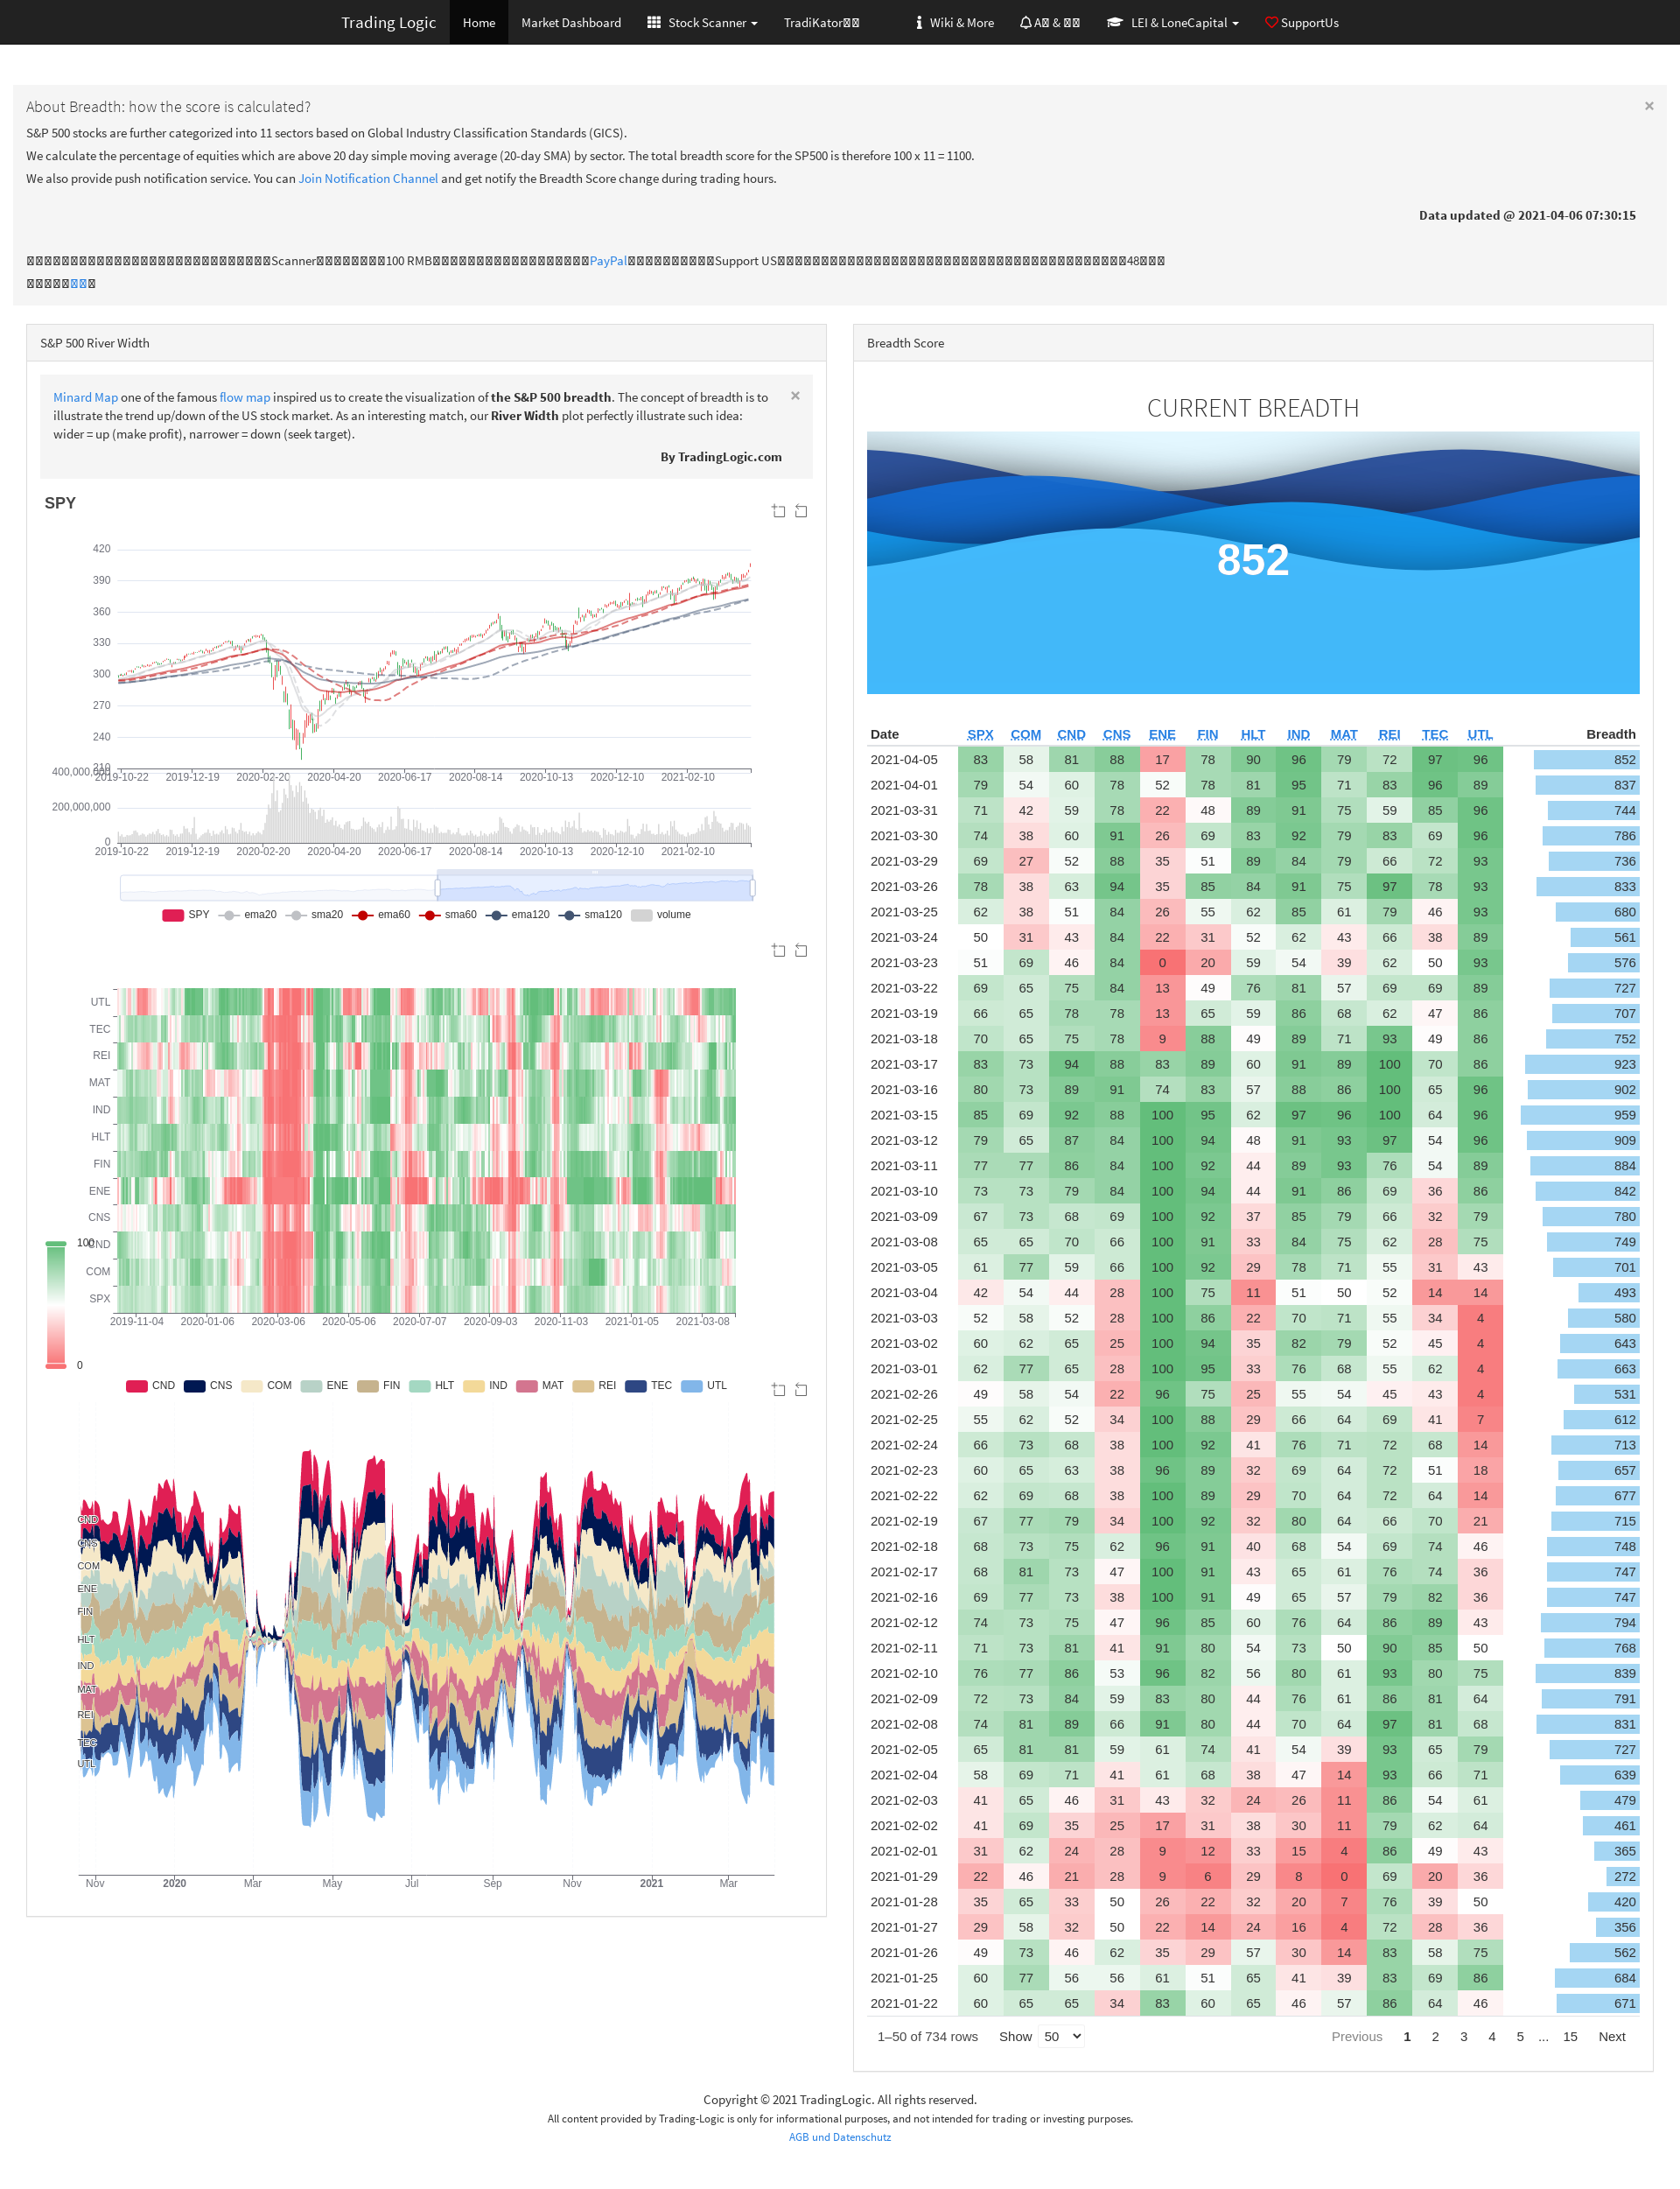 Trading Logic Home Market Dashboard Stock Scanner TradiKator Wiki & More A & LEI & LoneCapital SupportUs
About Breadth: how the score is calculated? ×
S&P 500 stocks are further categorized into 11 sectors based on Global Industry Classification Standards (GICS).
We calculate the percentage of equities which are above 20 day simple moving average (20-day SMA) by sector. The total breadth score for the SP500 is therefore 100 x 11 = 1100.
We also provide push notification service. You can Join Notification Channel and get notify the Breadth Score change during trading hours.
Data updated @ 2021-04-06 07:30:15
Scanner 100 RMB PayPal Support US 48
S&P 500 River Width
Minard Map one of the famous flow map inspired us to create the visualization of the S&P 500 breadth. The concept of breadth is to ×
illustrate the trend up/down of the US stock market. As an interesting match, our River Width plot perfectly illustrate such idea:
wider = up (make profit), narrower = down (seek target).
By TradingLogic.com
SPY
420
390
360
330
300
270
240
210
2019-10-22 2019-12-19 2020-02-20 2020-04-20 2020-06-17 2020-08-14 2020-10-13 2020-12-10 2021-02-10
400,000,000
200,000,000
0
2019-10-22 2019-12-19 2020-02-20 2020-04-20 2020-06-17 2020-08-14 2020-10-13 2020-12-10 2021-02-10
SPY ema20 sma20 ema60 sma60 ema120 sma120 volume
UTL
TEC
REI
MAT
IND
HLT
FIN
ENE
CNS
CND
COM
SPX
100
0
2019-11-04 2020-01-06 2020-03-06 2020-05-06 2020-07-07 2020-09-03 2020-11-03 2021-01-05 2021-03-08
CND CNS COM ENE FIN HLT IND MAT REI TEC UTL
CND
CNS
COM
ENE
FIN
HLT
IND
MAT
REI
TEC
UTL
Nov 2020 Mar May Jul Sep Nov 2021 Mar
Breadth Score
CURRENT BREADTH
852
Date SPX COM CND CNS ENE FIN HLT IND MAT REI TEC UTL Breadth
2021-04-05 83 58 81 88 17 78 90 96 79 72 97 96 852
2021-04-01 79 54 60 78 52 78 81 95 71 83 96 89 837
2021-03-31 71 42 59 78 22 48 89 91 75 59 85 96 744
2021-03-30 74 38 60 91 26 69 83 92 79 83 69 96 786
2021-03-29 69 27 52 88 35 51 89 84 79 66 72 93 736
2021-03-26 78 38 63 94 35 85 84 91 75 97 78 93 833
2021-03-25 62 38 51 84 26 55 62 85 61 79 46 93 680
2021-03-24 50 31 43 84 22 31 52 62 43 66 38 89 561
2021-03-23 51 69 46 84 0 20 59 54 39 62 50 93 576
2021-03-22 69 65 75 84 13 49 76 81 57 69 69 89 727
2021-03-19 66 65 78 78 13 65 59 86 68 62 47 86 707
2021-03-18 70 65 75 78 9 88 49 89 71 93 49 86 752
2021-03-17 83 73 94 88 83 89 60 91 89 100 70 86 923
2021-03-16 80 73 89 91 74 83 57 88 86 100 65 96 902
2021-03-15 85 69 92 88 100 95 62 97 96 100 64 96 959
2021-03-12 79 65 87 84 100 94 48 91 93 97 54 96 909
2021-03-11 77 77 86 84 100 92 44 89 93 76 54 89 884
2021-03-10 73 73 79 84 100 94 44 91 86 69 36 86 842
2021-03-09 67 73 68 69 100 92 37 85 79 66 32 79 780
2021-03-08 65 65 70 66 100 91 33 84 75 62 28 75 749
2021-03-05 61 77 59 66 100 92 29 78 71 55 31 43 701
2021-03-04 42 54 44 28 100 75 11 51 50 52 14 14 493
2021-03-03 52 58 52 28 100 86 22 70 71 55 34 4 580
2021-03-02 60 62 65 25 100 94 35 82 79 52 45 4 643
2021-03-01 62 77 65 28 100 95 33 76 68 55 62 4 663
2021-02-26 49 58 54 22 96 75 25 55 54 45 43 4 531
2021-02-25 55 62 52 34 100 88 29 66 64 69 41 7 612
2021-02-24 66 73 68 38 100 92 41 76 71 72 68 14 713
2021-02-23 60 65 63 38 96 89 32 69 64 72 51 18 657
2021-02-22 62 69 68 38 100 89 29 70 64 72 64 14 677
2021-02-19 67 77 79 34 100 92 32 80 64 66 70 21 715
2021-02-18 68 73 75 62 96 91 40 68 54 69 74 46 748
2021-02-17 68 81 73 47 100 91 43 65 61 76 74 36 747
2021-02-16 69 77 73 38 100 91 49 65 57 79 82 36 747
2021-02-12 74 73 75 47 96 85 60 76 64 86 89 43 794
2021-02-11 71 73 81 41 91 80 54 73 50 90 85 50 768
2021-02-10 76 77 86 53 96 82 56 80 61 93 80 75 839
2021-02-09 72 73 84 59 83 80 44 76 61 86 81 64 791
2021-02-08 74 81 89 66 91 80 44 70 64 97 81 68 831
2021-02-05 65 81 81 59 61 74 41 54 39 93 65 79 727
2021-02-04 58 69 71 41 61 68 38 47 14 93 66 71 639
2021-02-03 41 65 46 31 43 32 24 26 11 86 54 61 479
2021-02-02 41 69 35 25 17 31 38 30 11 79 62 64 461
2021-02-01 31 62 24 28 9 12 33 15 4 86 49 43 365
2021-01-29 22 46 21 28 9 6 29 8 0 69 20 36 272
2021-01-28 35 65 33 50 26 22 32 20 7 76 39 50 420
2021-01-27 29 58 32 50 22 14 24 16 4 72 28 36 356
2021-01-26 49 73 46 62 35 29 57 30 14 83 58 75 562
2021-01-25 60 77 56 56 61 51 65 41 39 83 69 86 684
2021-01-22 60 65 65 34 83 60 65 46 57 86 64 46 671
1–50 of 734 rows Show 50 Previous 1 2 3 4 5 ... 15 Next
Copyright © 2021 TradingLogic. All rights reserved.
All content provided by Trading-Logic is only for informational purposes, and not intended for trading or investing purposes.
AGB und Datenschutz